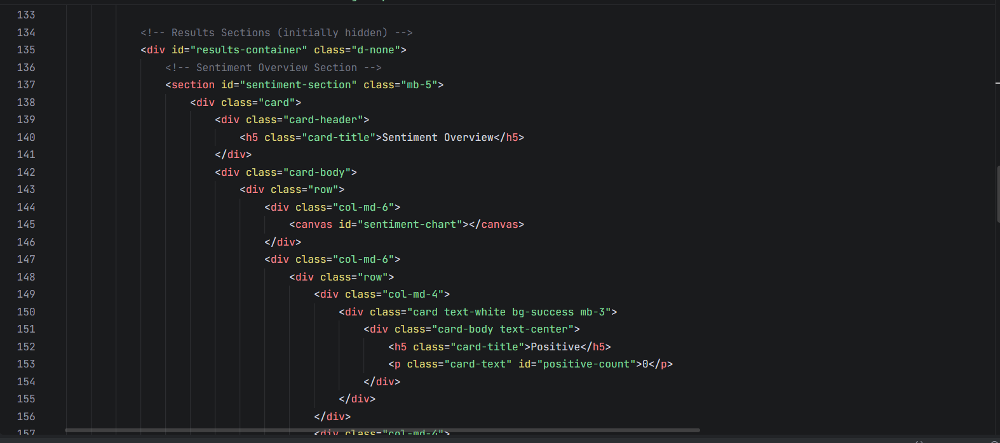 133
134 <!-- Results Sections (initially hidden) -->
135 <div id="results-container" class="d-none">
136 <!-- Sentiment Overview Section -->
137 <section id="sentiment-section" class="mb-5">
138 <div class="card">
139 <div class="card-header">
140 <h5 class="card-title">Sentiment Overview</h5>
141 </div>
142 <div class="card-body">
143 <div class="row">
144 <div class="col-md-6">
145 <canvas id="sentiment-chart"></canvas>
146 </div>
147 <div class="col-md-6">
148 <div class="row">
149 <div class="col-md-4">
150 <div class="card text-white bg-success mb-3">
151 <div class="card-body text-center">
152 <h5 class="card-title">Positive</h5>
153 <p class="card-text" id="positive-count">0</p>
154 </div>
155 </div>
156 </div>
157 <div class="col-md-4">